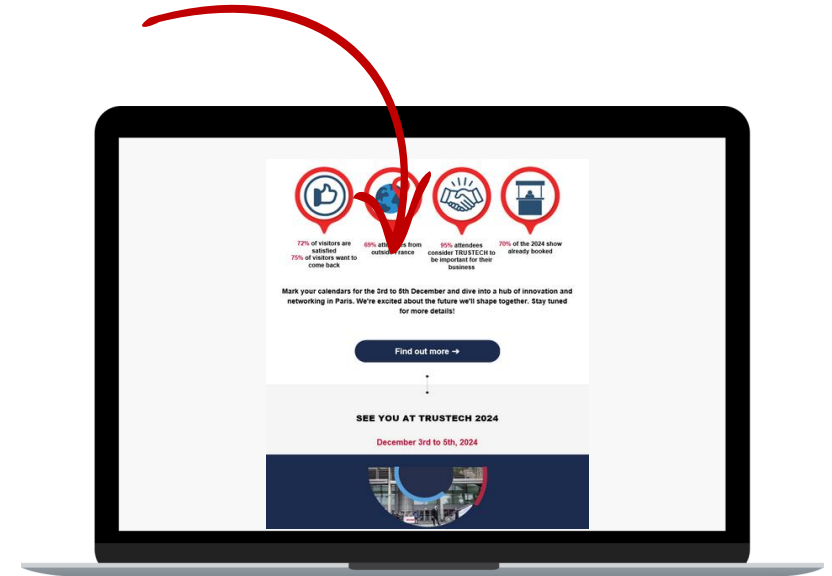 72% of visitors are
satisfied
75% of visitors want to
come back
69% attendees from
outside France
95% attendees
consider TRUSTECH to
be important for their
business
70% of the 2024 show
already booked
Mark your calendars for the 3rd to 5th December and dive into a hub of innovation and
networking in Paris. We're excited about the future we'll shape together. Stay tuned
for more details!
Find out more →
SEE YOU AT TRUSTECH 2024
December 3rd to 5th, 2024